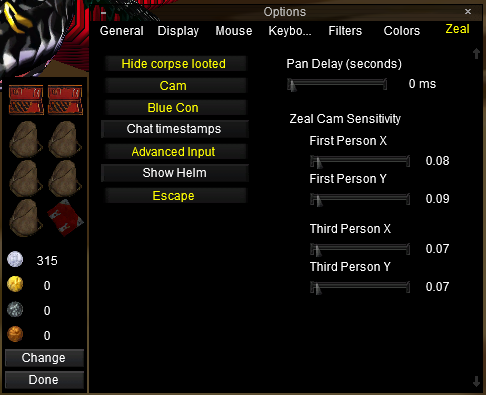 Options
General Display Mouse Keybo... Filters Colors Zeal
Hide corpse looted
Cam
Blue Con
Chat timestamps
Advanced Input
Show Helm
Escape
Pan Delay (seconds)
0 ms
Zeal Cam Sensitivity
First Person X
0.08
First Person Y
0.09
Third Person X
0.07
Third Person Y
0.07
315
0
0
0
Change
Done